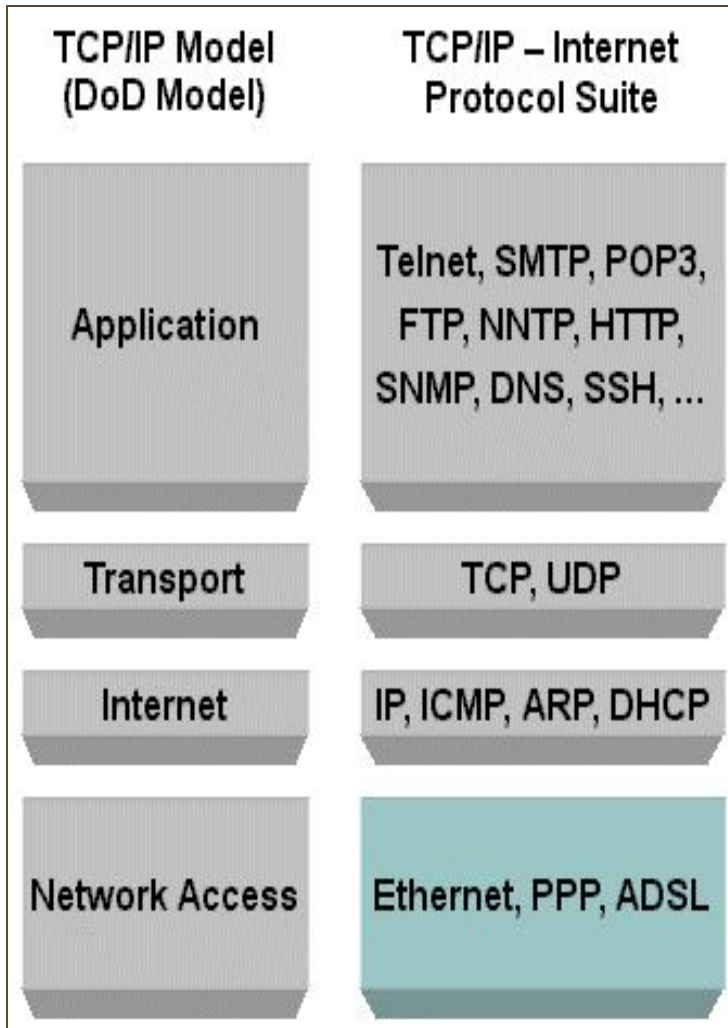 TCP/IP Model
(DoD Model)
TCP/IP – Internet
Protocol Suite
Application
Telnet, SMTP, POP3,
FTP, NNTP, HTTP,
SNMP, DNS, SSH, ...
Transport
TCP, UDP
Internet
IP, ICMP, ARP, DHCP
Network Access
Ethernet, PPP, ADSL